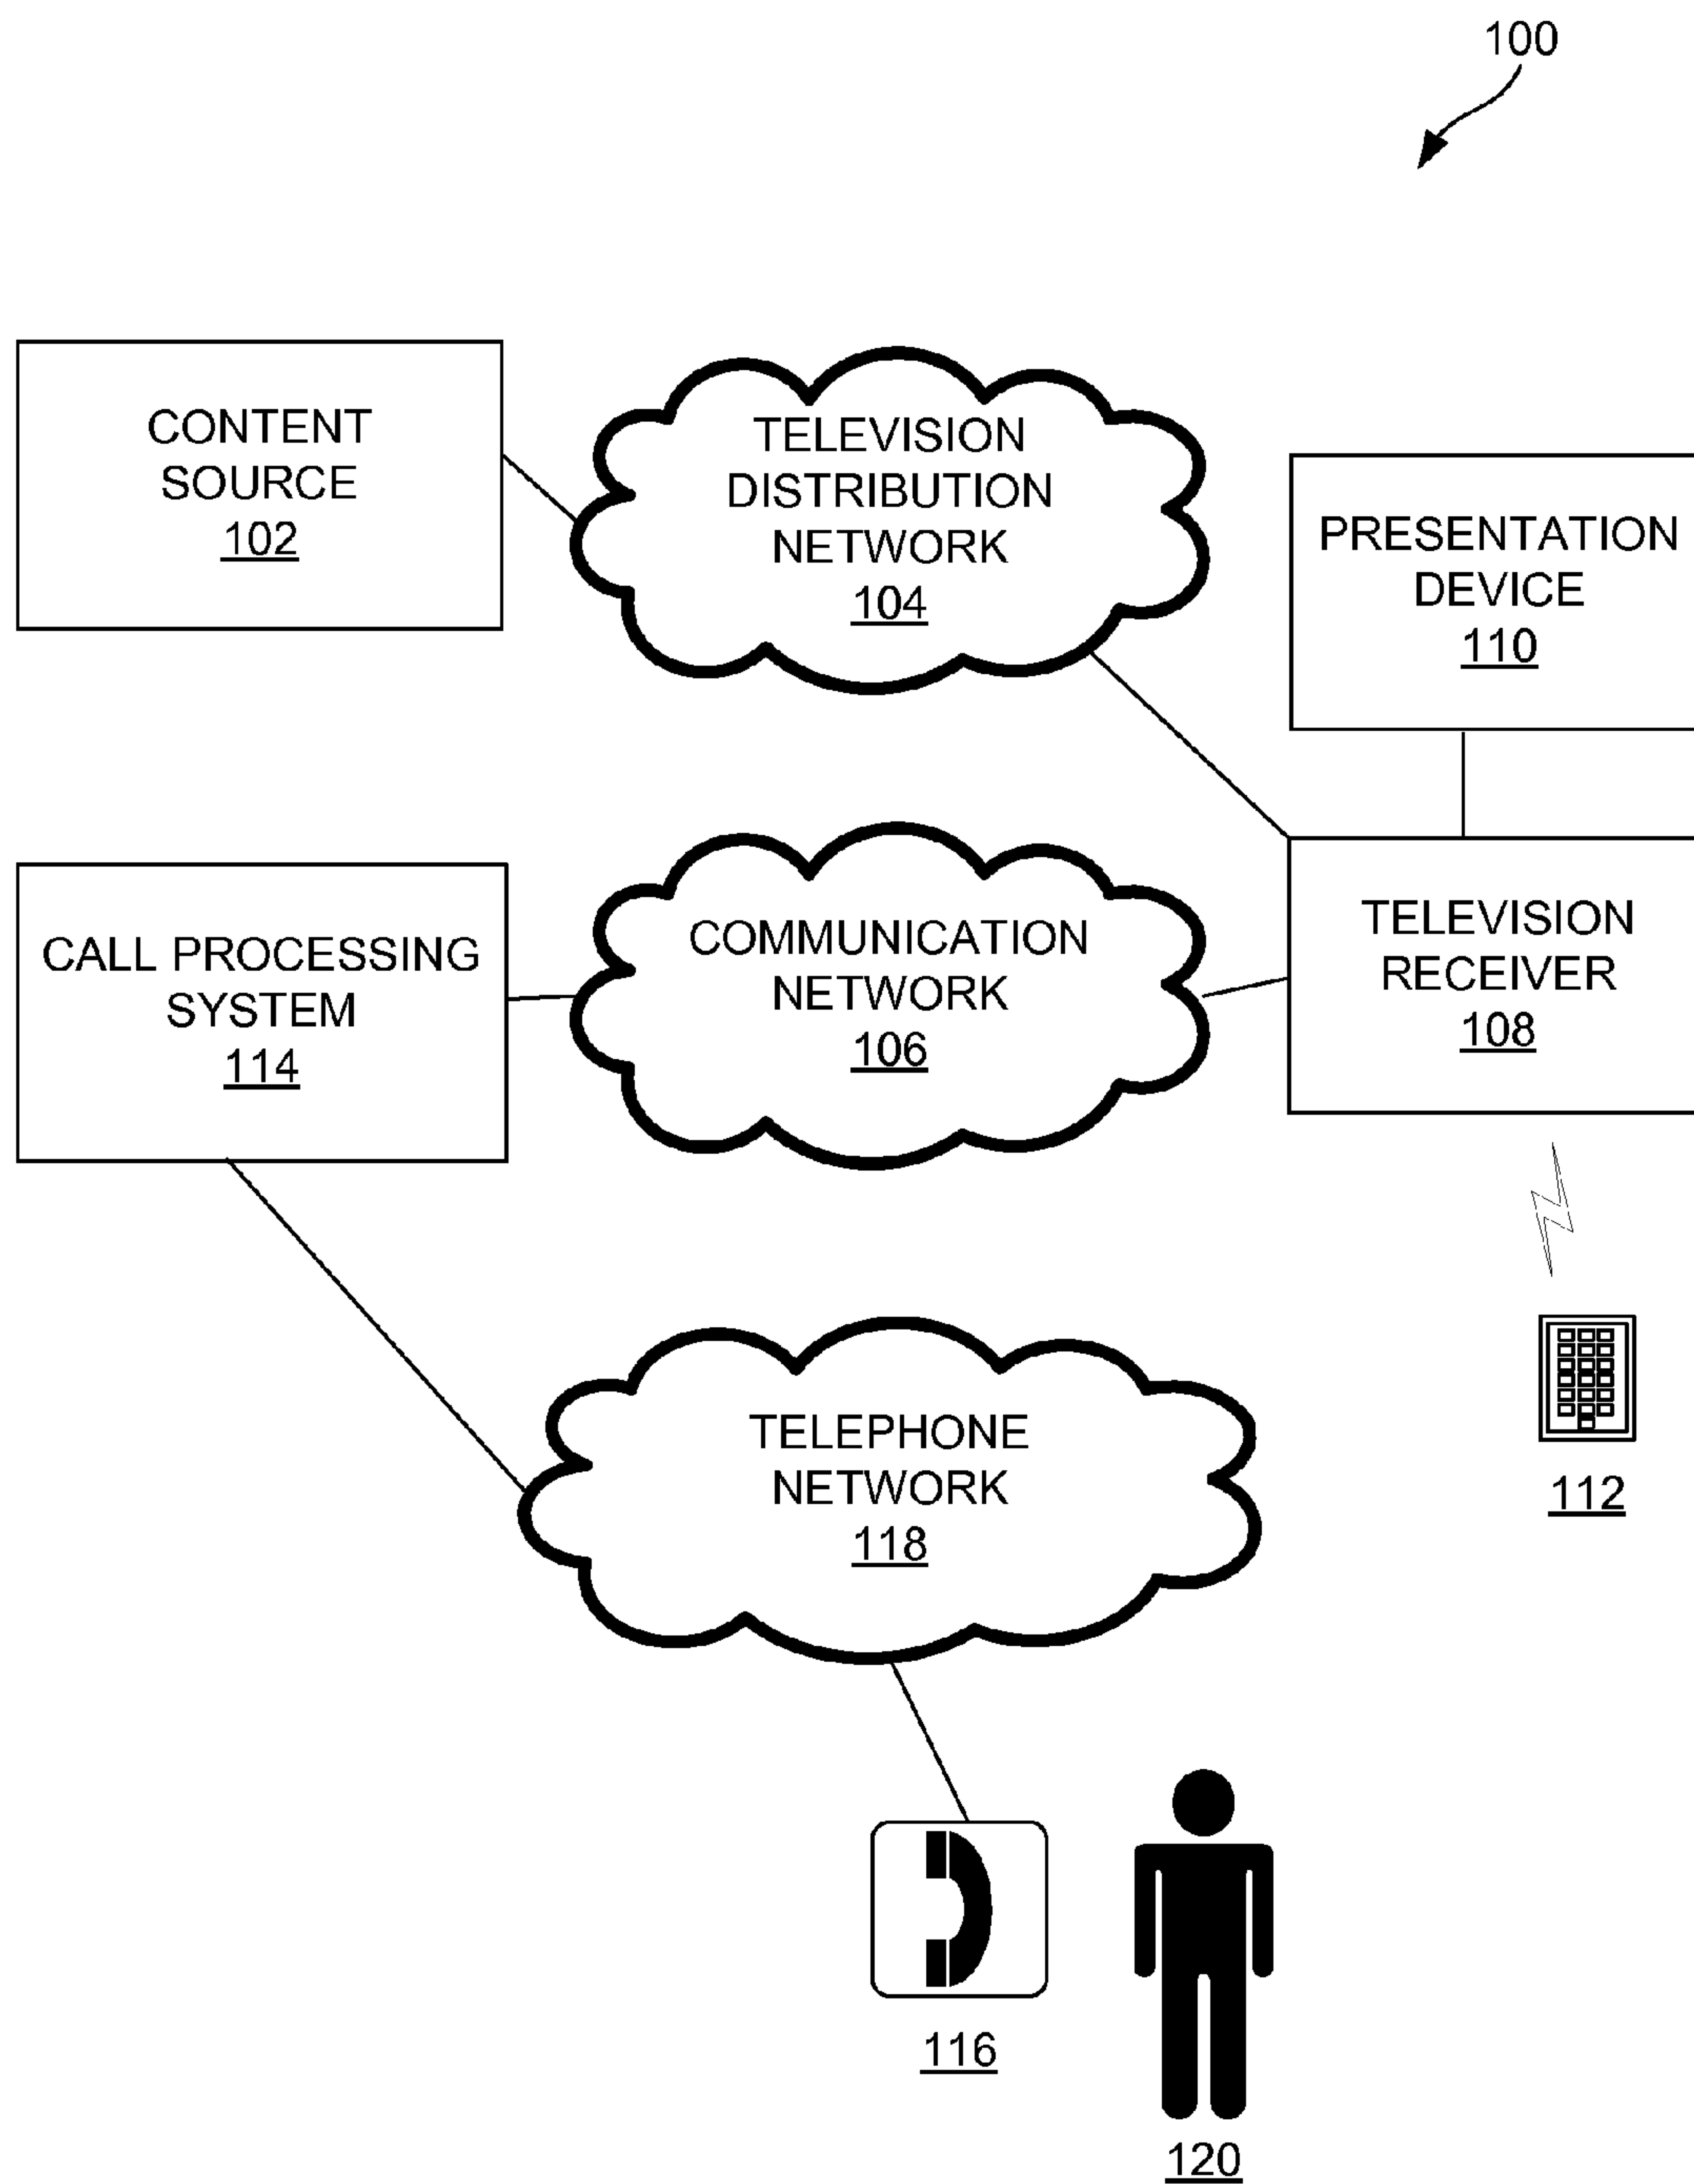 100
CONTENT
SOURCE
102
TELEVISION
DISTRIBUTION
NETWORK
104
PRESENTATION
DEVICE
110
CALL PROCESSING
SYSTEM
114
COMMUNICATION
NETWORK
106
TELEVISION
RECEIVER
108
TELEPHONE
NETWORK
118
112
116
120